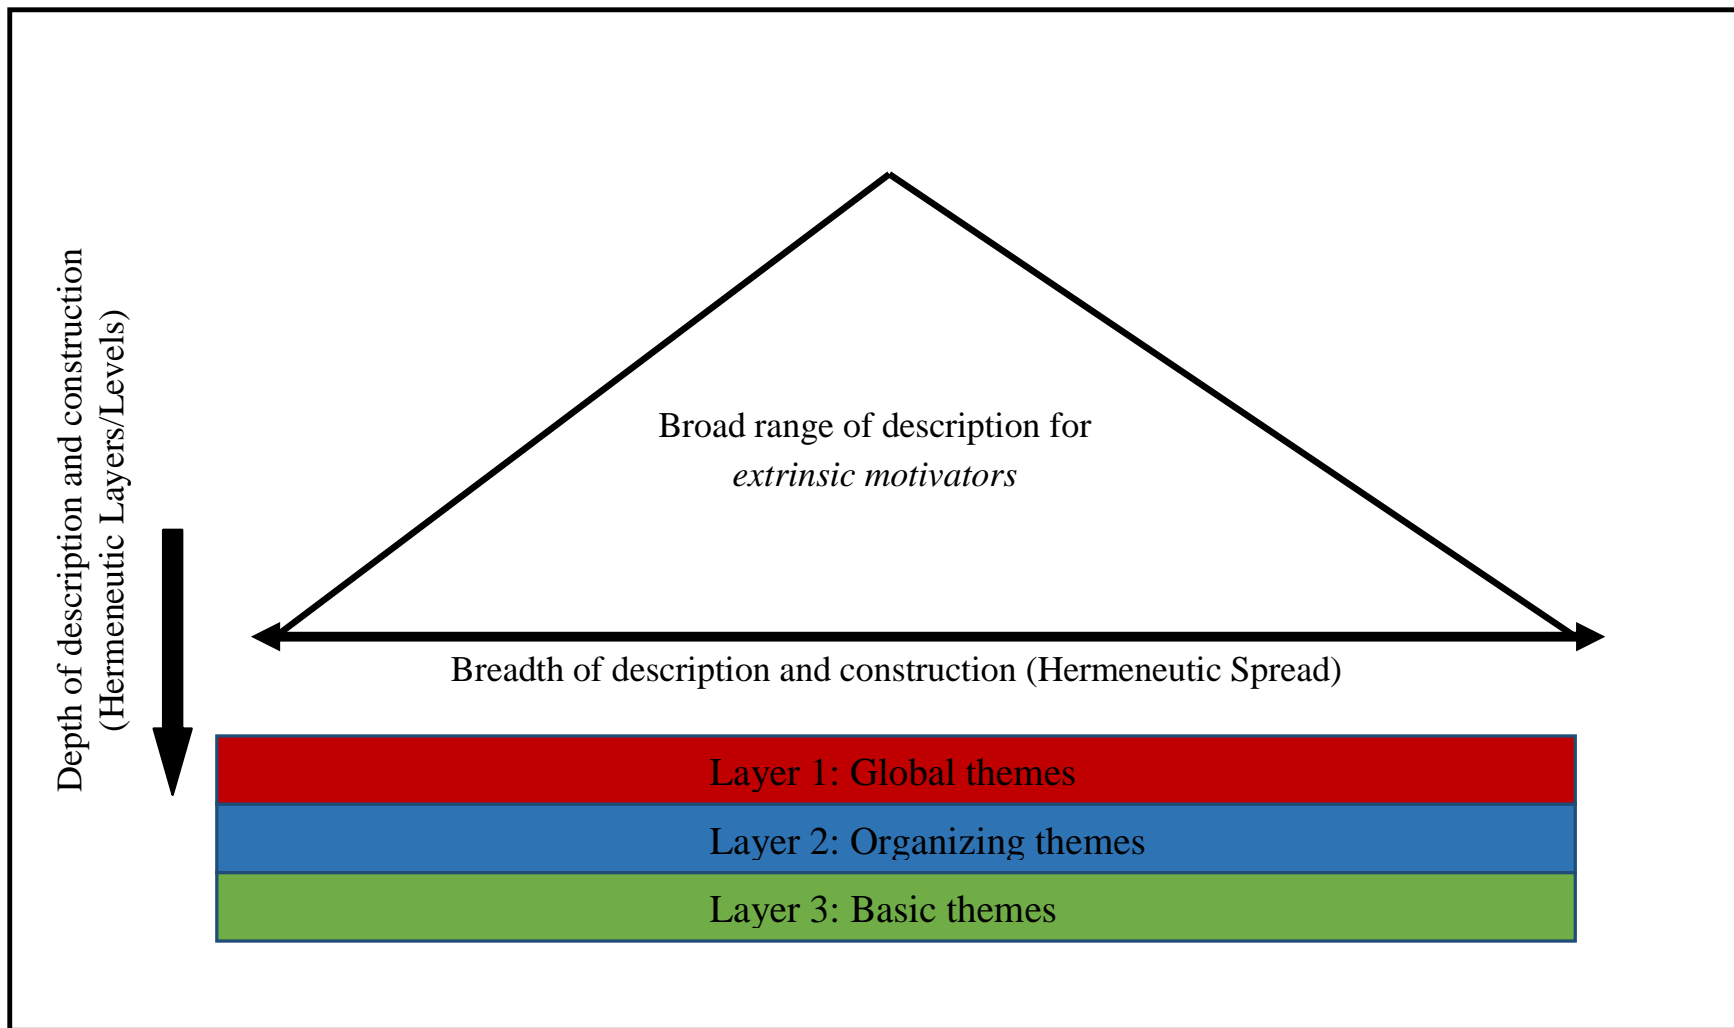 Depth of description and construction
(Hermeneutic Layers/Levels)
Broad range of description for
extrinsic motivators
Breadth of description and construction (Hermeneutic Spread)
Layer 1: Global themes
Layer 2: Organizing themes
Layer 3: Basic themes